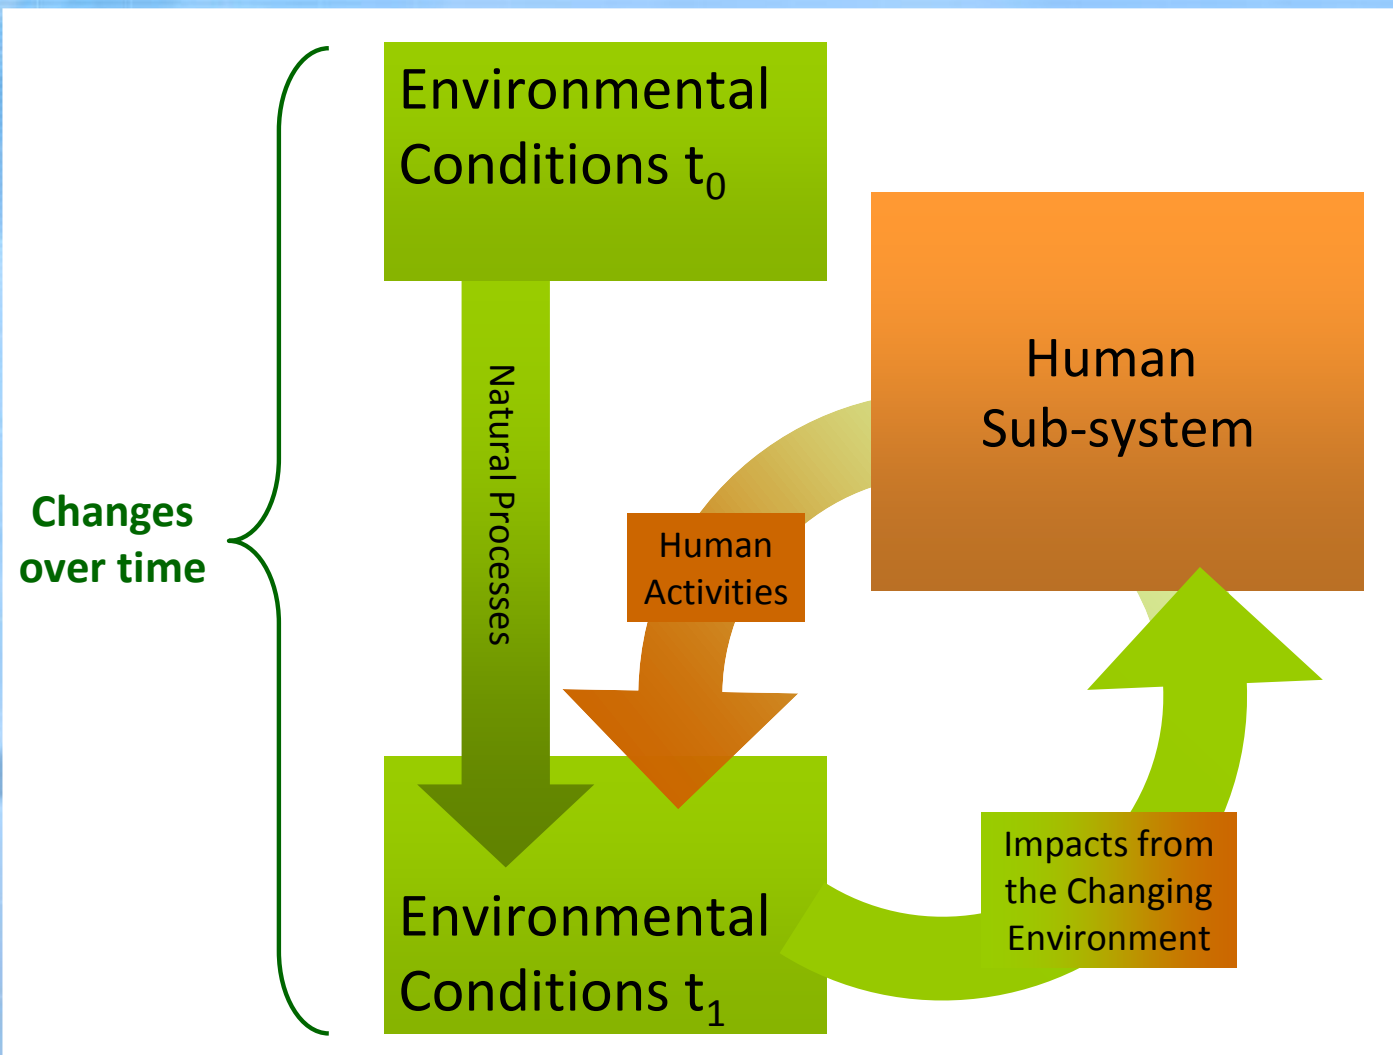 Environmental
Conditions t₀
Human
Sub-system
Natural Processes
Changes
over time
Human
Activities
Impacts from
the Changing
Environment
Environmental
Conditions t₁